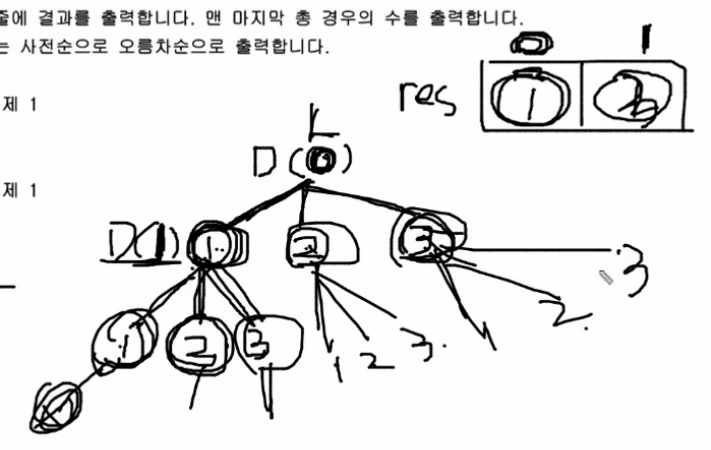 줄에 결과를 출력합니다. 맨 마지막 총 경우의 수를 출력합니다.
는 사전순으로 오름차순으로 출력합니다.
0 1
res 1
제 1
L
D(0)
제 1
D(1) 1 2 3
3
1 2 3 1 2 3 1 2